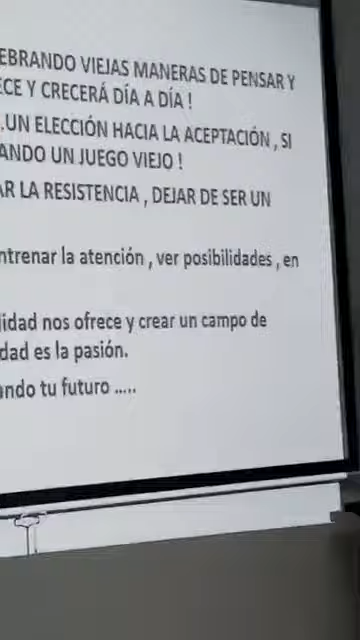 EBRANDO VIEJAS MANERAS DE PENSAR Y
CE Y CRECERÁ DÍA A DÍA !
.UN ELECCIÓN HACIA LA ACEPTACIÓN , SI
ANDO UN JUEGO VIEJO !
AR LA RESISTENCIA , DEJAR DE SER UN
ntrenar la atención , ver posibilidades , en
lidad nos ofrece y crear un campo de
dad es la pasión.
ando tu futuro .....